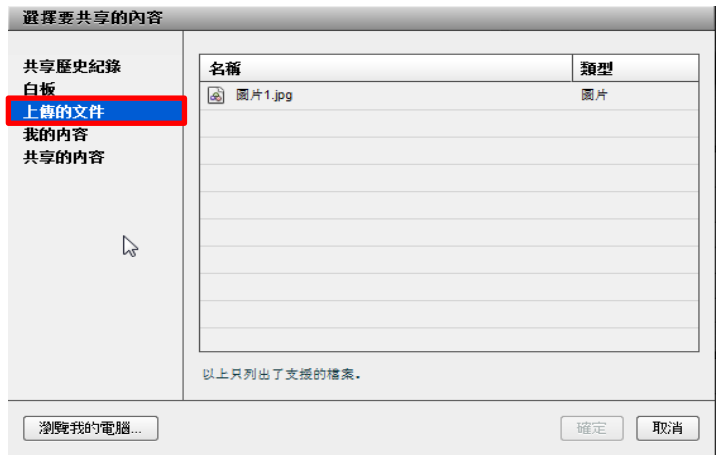 選擇要共享的內容
共享歷史紀錄
白板
上傳的文件
我的內容
共享的內容
名稱 類型
圖片1.jpg 圖片
以上只列出了支援的檔案。
瀏覽我的電腦... 確定 取消